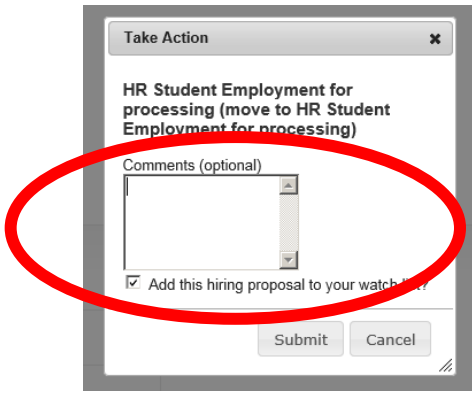 Take Action
HR Student Employment for
processing (move to HR Student
Employment for processing)
Comments (optional)
Add this hiring proposal to your watch list?
Submit Cancel